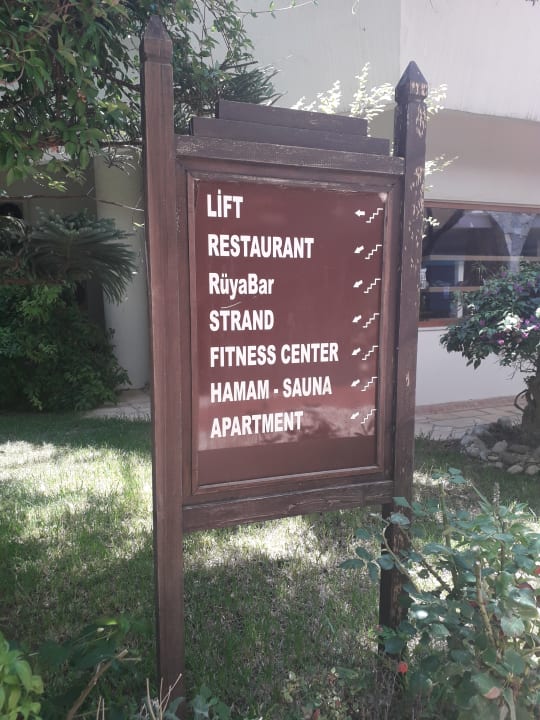 LİFT
RESTAURANT
RüyaBar
STRAND
FITNESS CENTER
HAMAM - SAUNA
APARTMENT